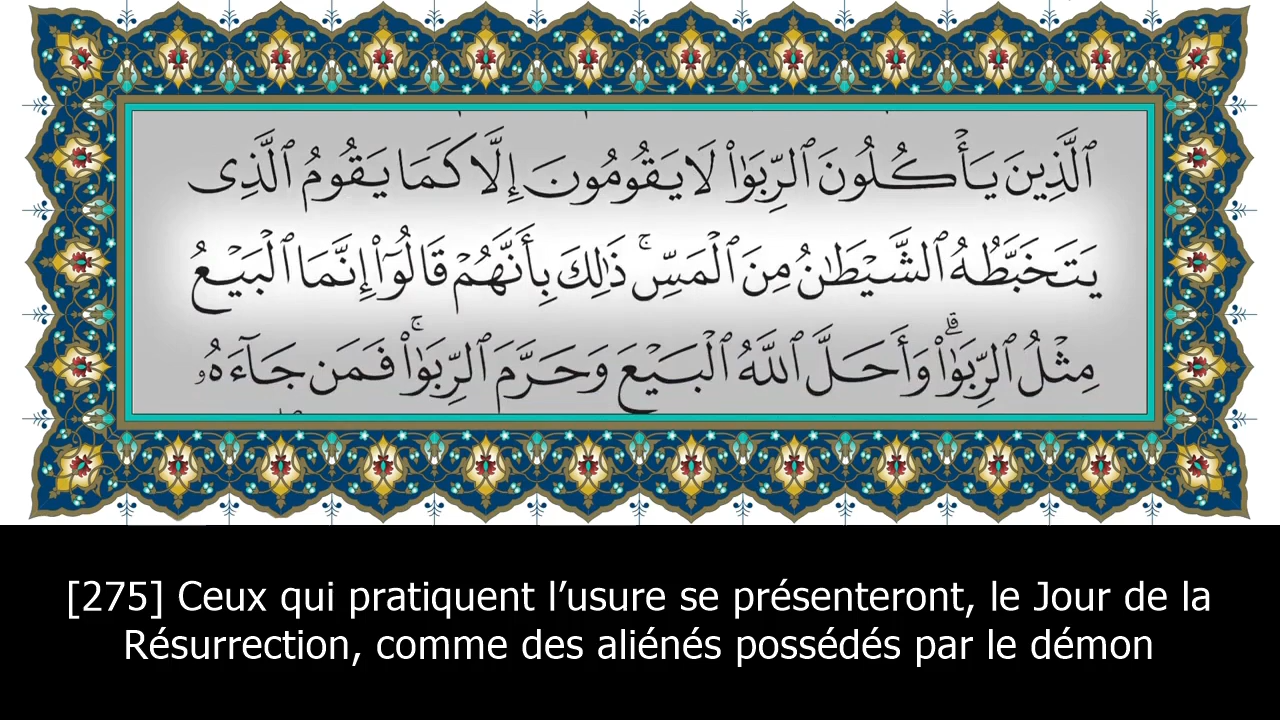 ٱلَّذِينَ يَأْكُلُونَ ٱلرِّبَوٰا۟ لَا يَقُومُونَ إِلَّا كَمَا يَقُومُ ٱلَّذِى
يَتَخَبَّطُهُ ٱلشَّيْطَـٰنُ مِنَ ٱلْمَسِّ ۚ ذَٰلِكَ بِأَنَّهُمْ قَالُوٓا۟ إِنَّمَا ٱلْبَيْعُ
مِثْلُ ٱلرِّبَوٰا۟ ۗ وَأَحَلَّ ٱللَّهُ ٱلْبَيْعَ وَحَرَّمَ ٱلرِّبَوٰا۟ ۚ فَمَن جَآءَهُۥ
[275] Ceux qui pratiquent l’usure se présenteront, le Jour de la
Résurrection, comme des aliénés possédés par le démon